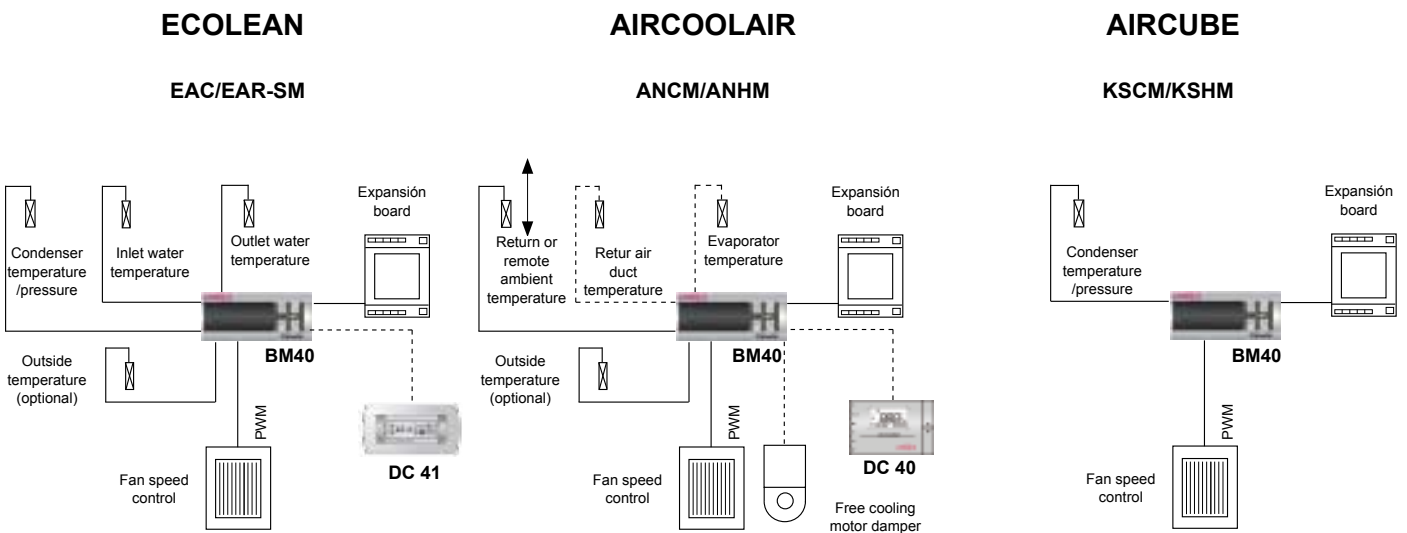 ECOLEAN
EAC/EAR-SM
Condenser
temperature
/pressure
Inlet water
temperature
Outlet water
temperature
Expansión
board
BM40
Outside
temperature
(optional)
PWM
Fan speed
control
DC 41
AIRCOOLAIR
ANCM/ANHM
Return or
remote
ambient
temperature
Retur air
duct
temperature
Evaporator
temperature
Expansión
board
BM40
Outside
temperature
(optional)
PWM
Fan speed
control
DC 40
Free cooling
motor damper
AIRCUBE
KSCM/KSHM
Condenser
temperature
/pressure
Expansión
board
BM40
PWM
Fan speed
control